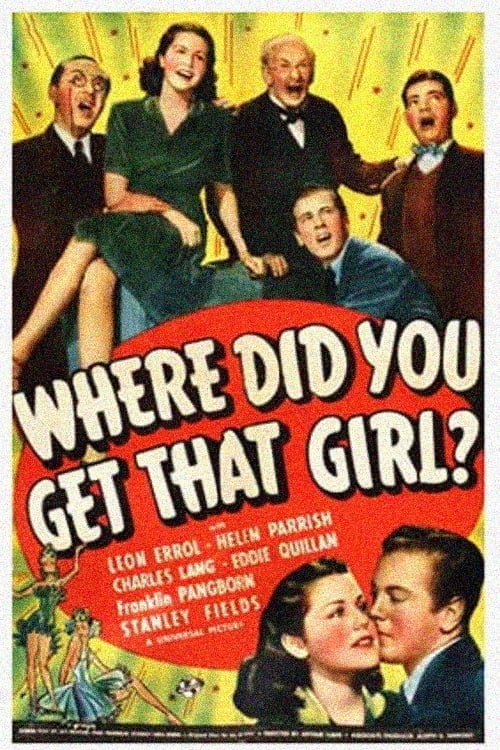 WHERE DID YOU
GET THAT GIRL?
with
LEON ERROL · HELEN PARRISH
CHARLES LANG · EDDIE QUILLAN
Franklin PANGBORN
STANLEY FIELDS
A UNIVERSAL PICTURE